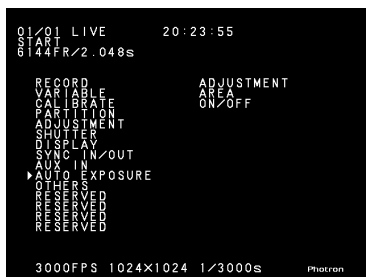 01/01 LIVE 20:23:55
START
6144FR/2.048s
RECORD ADJUSTMENT
VARIABLE AREA
CALIBRATE ON/OFF
PARTITION
ADJUSTMENT
SHUTTER
DISPLAY
SYNC IN/OUT
AUX IN
▶AUTO EXPOSURE
OTHERS
RESERVED
RESERVED
RESERVED
RESERVED
3000FPS 1024×1024 1/3000s Photron